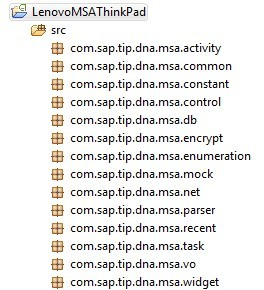 LenovoMSAThinkPad
src
com.sap.tip.dna.msa.activity
com.sap.tip.dna.msa.common
com.sap.tip.dna.msa.constant
com.sap.tip.dna.msa.control
com.sap.tip.dna.msa.db
com.sap.tip.dna.msa.encrypt
com.sap.tip.dna.msa.enumeration
com.sap.tip.dna.msa.mock
com.sap.tip.dna.msa.net
com.sap.tip.dna.msa.parser
com.sap.tip.dna.msa.recent
com.sap.tip.dna.msa.task
com.sap.tip.dna.msa.vo
com.sap.tip.dna.msa.widget